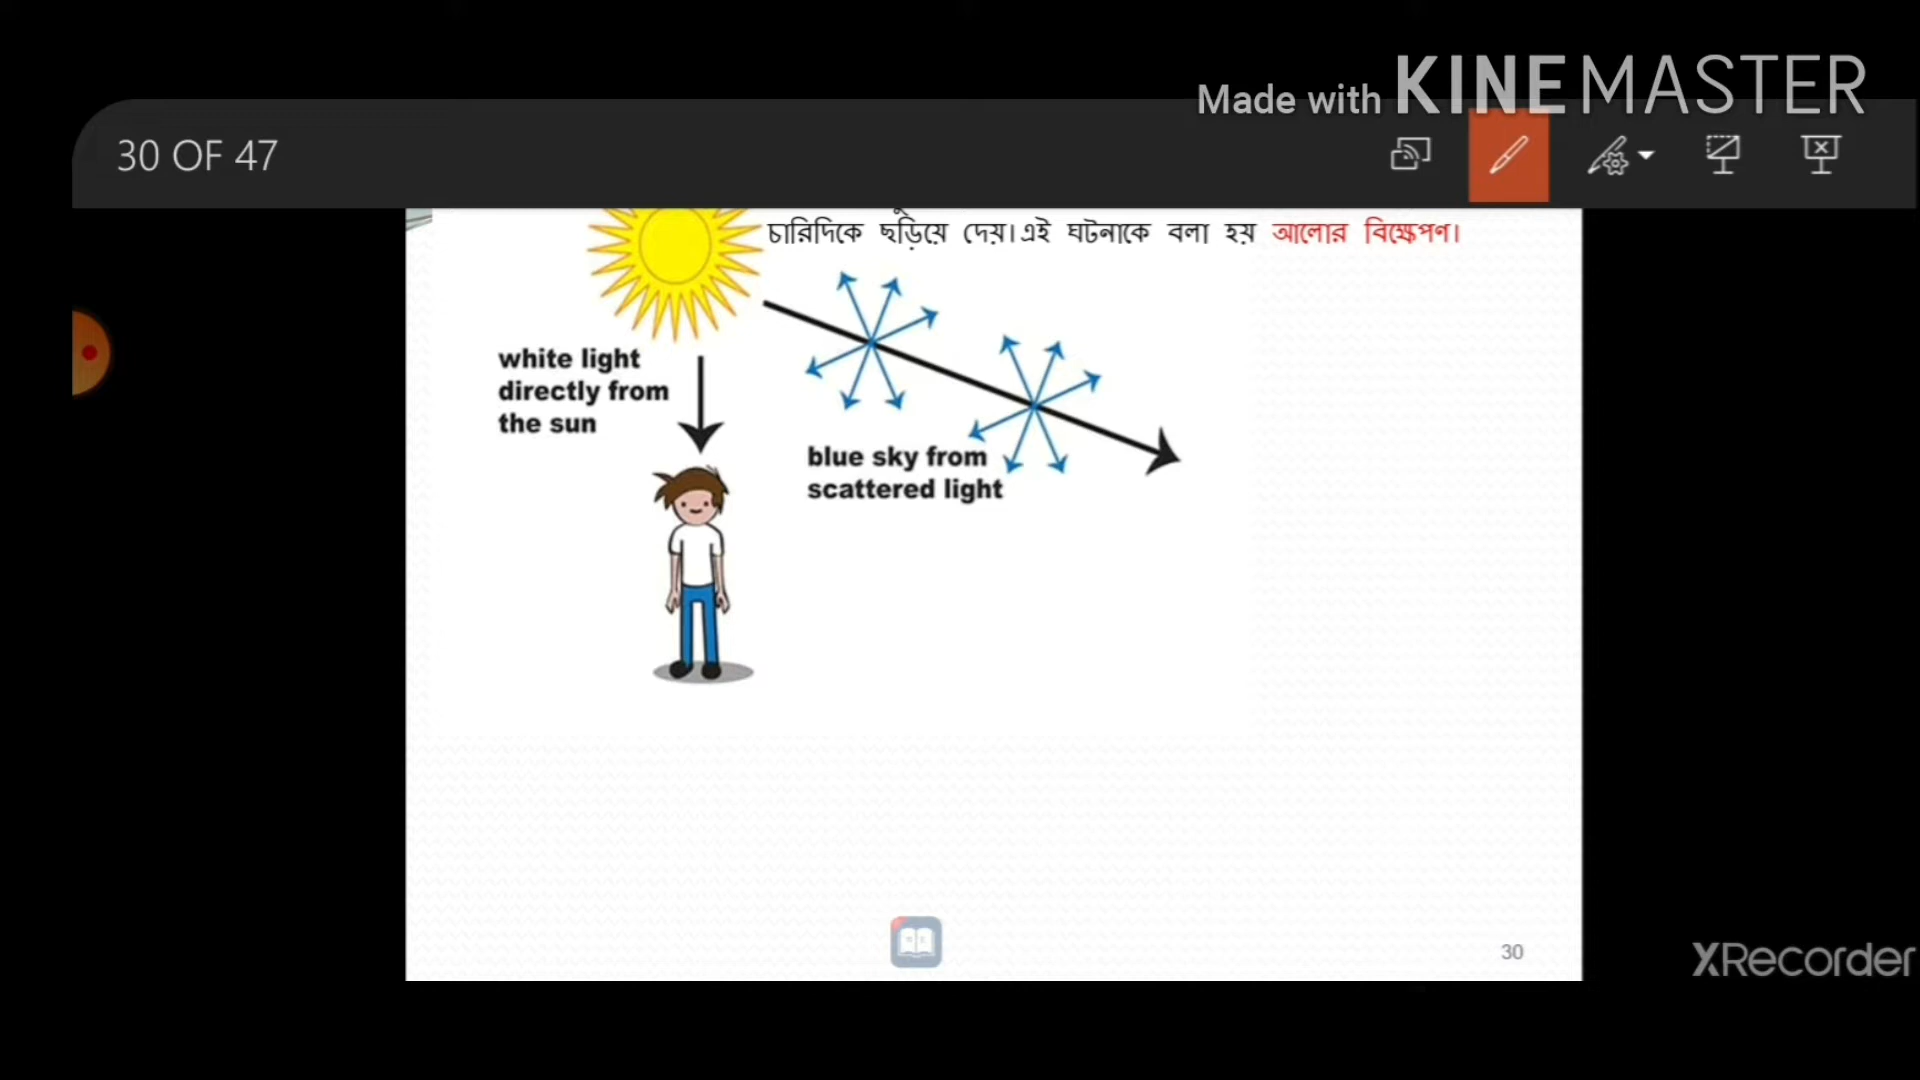 Made with KINEMASTER
30 OF 47
চারিদিকে ছড়িয়ে দেয়।এই ঘটনাকে বলা হয় আলোর বিক্ষেপণ।
white light
directly from
the sun
blue sky from
scattered light
30
XRecorder